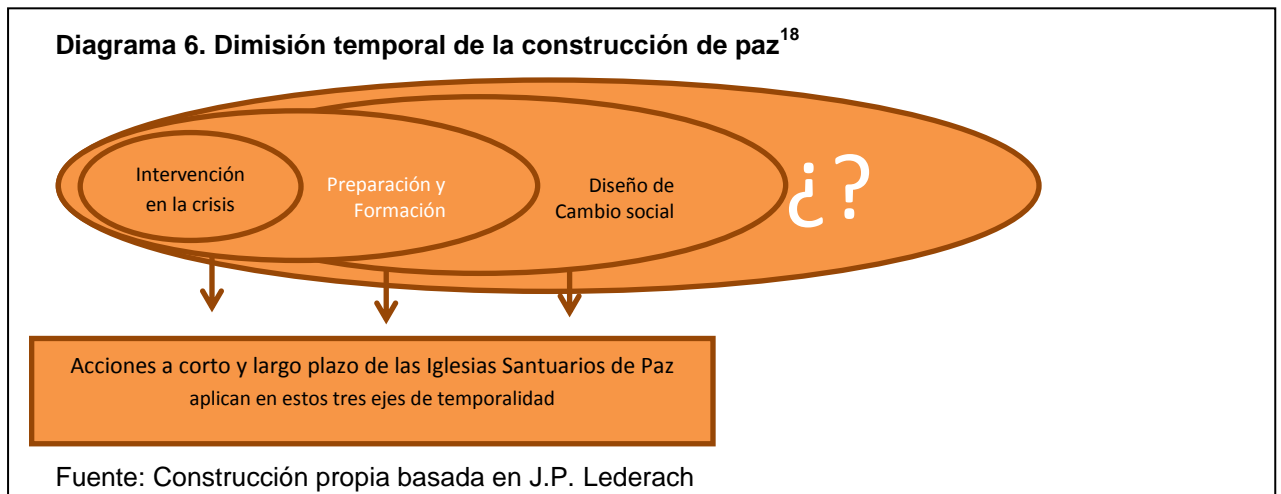 Diagrama 6. Dimisión temporal de la construcción de paz18
Intervención
en la crisis
Preparación y
Formación
Diseño de
Cambio social
¿?
Acciones a corto y largo plazo de las Iglesias Santuarios de Paz
aplican en estos tres ejes de temporalidad
Fuente: Construcción propia basada en J.P. Lederach